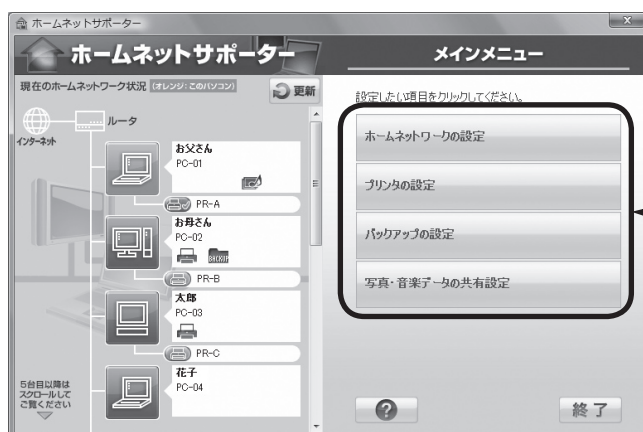 ホームネットサポーター
ホームネットサポーター
メインメニュー
現在のホームネットワーク状況 (オレンジ:このパソコン)
更新
インターネット
ルータ
お父さん
PC-01
PR-A
お母さん
PC-02
BACKUP
PR-B
太郎
PC-03
PR-C
花子
PC-04
5台目以降は
スクロールして
ご覧ください
設定したい項目をクリックしてください。
ホームネットワークの設定
プリンタの設定
バックアップの設定
写真・音楽データの共有設定
?
終了